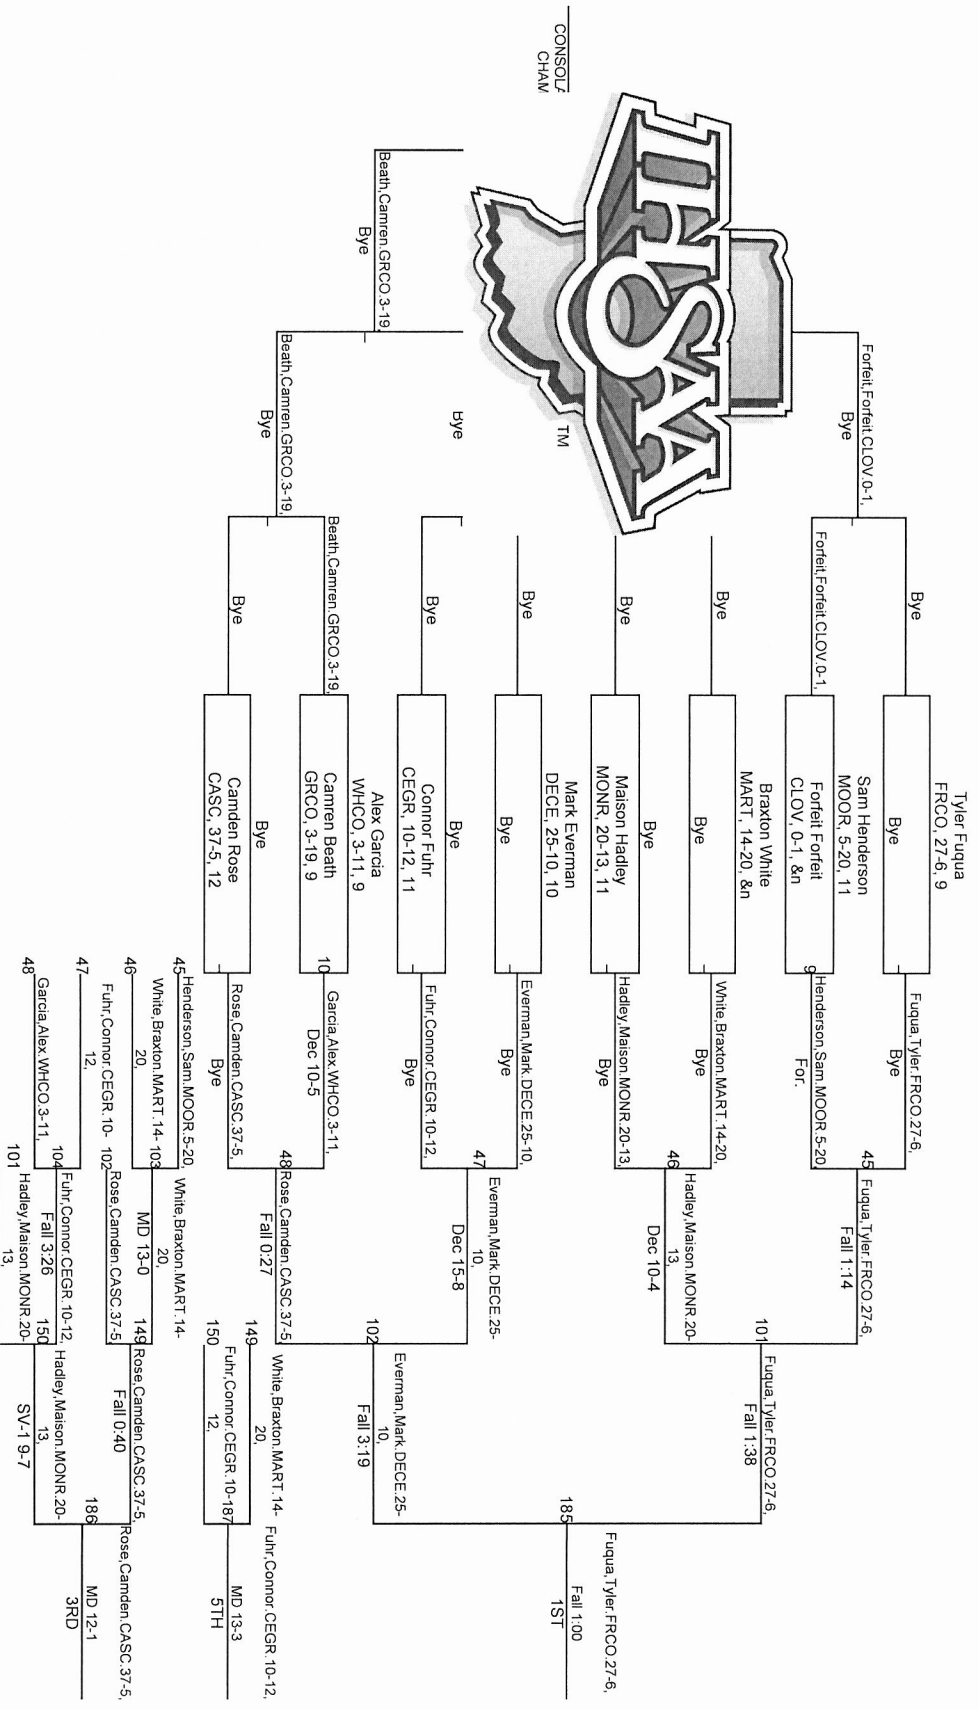 CONSOLA
CHAM
IHSAA
TM
Beath,Camren.GRCO.3-19,
Bye
Beath,Camren.GRCO.3-19,
Bye
Bye
Forfeit,Forfeit.CLOV.0-1,
Bye
Bye
Forfeit,Forfeit.CLOV.0-1,
Bye
Bye
Bye
Bye
Beath,Camren.GRCO.3-19,
Bye
Tyler Fuqua
FRCO, 27-6, 9
Bye
Sam Henderson
MOOR, 5-20, 11
Forfeit Forfeit
CLOV, 0-1, &n
Braxton White
MART, 14-20, &n
Bye
Bye
Maison Hadley
MONR, 20-13, 11
Mark Everman
DECE, 25-10, 10
Bye
Bye
Connor Fuhr
CEGR, 10-12, 11
Alex Garcia
WHCO, 3-11, 9
Camren Beath
GRCO, 3-19, 9
Bye
Camden Rose
CASC, 37-5, 12
Fuqua,Tyler.FRCO.27-6,
Bye
9
Henderson,Sam.MOOR.5-20,
For.
White,Braxton.MART.14-20,
Bye
Hadley,Maison.MONR.20-13,
Bye
Everman,Mark.DECE.25-10,
Bye
Fuhr,Connor.CEGR.10-12,
Bye
10
Garcia,Alex.WHCO.3-11,
Dec 10-5
Rose,Camden.CASC.37-5,
Bye
45
Fuqua,Tyler.FRCO.27-6,
Fall 1:14
46
Hadley,Maison.MONR.20-
13,
Dec 10-4
47
Everman,Mark.DECE.25-
10,
Dec 15-8
48
Rose,Camden.CASC.37-5,
Fall 0:27
101
Fuqua,Tyler.FRCO.27-6,
Fall 1:38
102
Everman,Mark.DECE.25-
10,
Fall 3:19
185
Fuqua,Tyler.FRCO.27-6,
Fall 1:00
1ST
45
Henderson,Sam.MOOR.5-20,
White,Braxton.MART.14-
20,
46
103
White,Braxton.MART.14-
20,
MD 13-0
102
Rose,Camden.CASC.37-5,
149
Rose,Camden.CASC.37-5,
Fall 0:40
47
Fuhr,Connor.CEGR.10-
12,
48
Garcia,Alex.WHCO.3-11,
104
Fuhr,Connor.CEGR.10-12,
Fall 3:26
101
Hadley,Maison.MONR.20-
13,
150
Hadley,Maison.MONR.20-
13,
SV-1 9-7
186
Rose,Camden.CASC.37-5,
MD 12-1
3RD
149
White,Braxton.MART.14-
20,
150
Fuhr,Connor.CEGR.10-
12,
187
Fuhr,Connor.CEGR.10-12,
MD 13-3
5TH